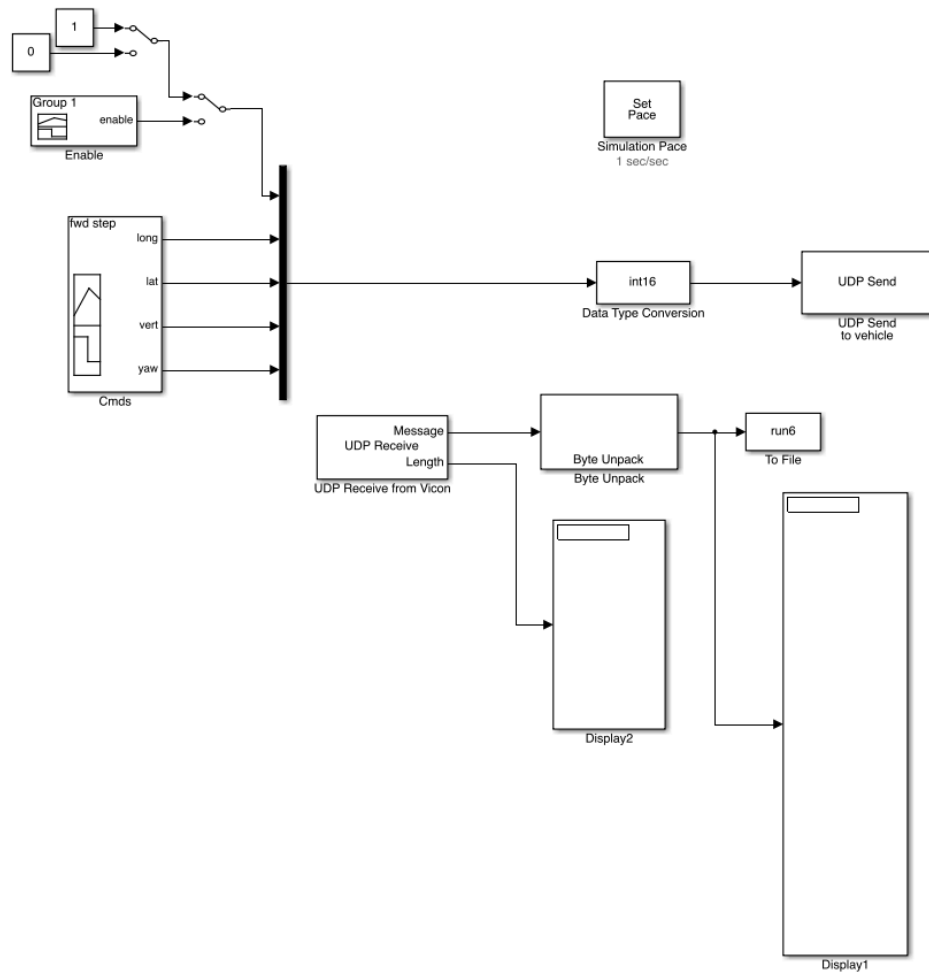 1
0
Group 1
enable
Enable
Set
Pace
Simulation Pace
1 sec/sec
fwd step
long
lat
vert
yaw
Cmds
int16
Data Type Conversion
UDP Send
UDP Send
to vehicle
Message
UDP Receive
Length
UDP Receive from Vicon
Byte Unpack
Byte Unpack
run6
To File
Display2
Display1